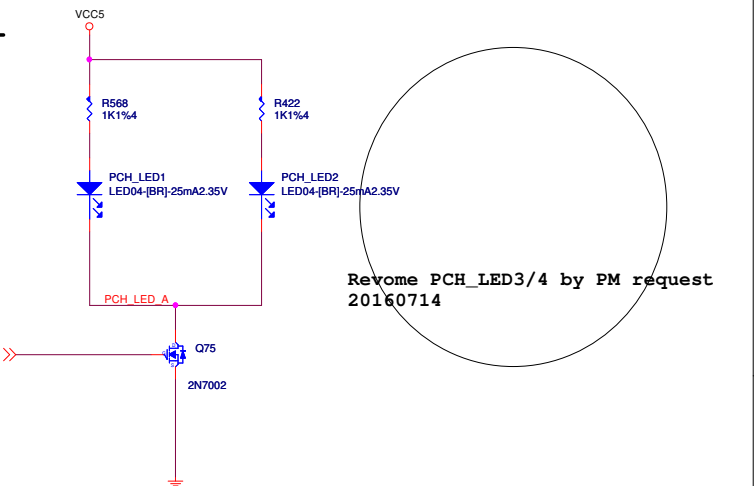 VCC5
R568
1K1%4
R422
1K1%4
PCH_LED1
LED04-[BR]-25mA2.35V
PCH_LED2
LED04-[BR]-25mA2.35V
Revome PCH_LED3/4 by PM request
20160714
PCH_LED_A
Q75
2N7002